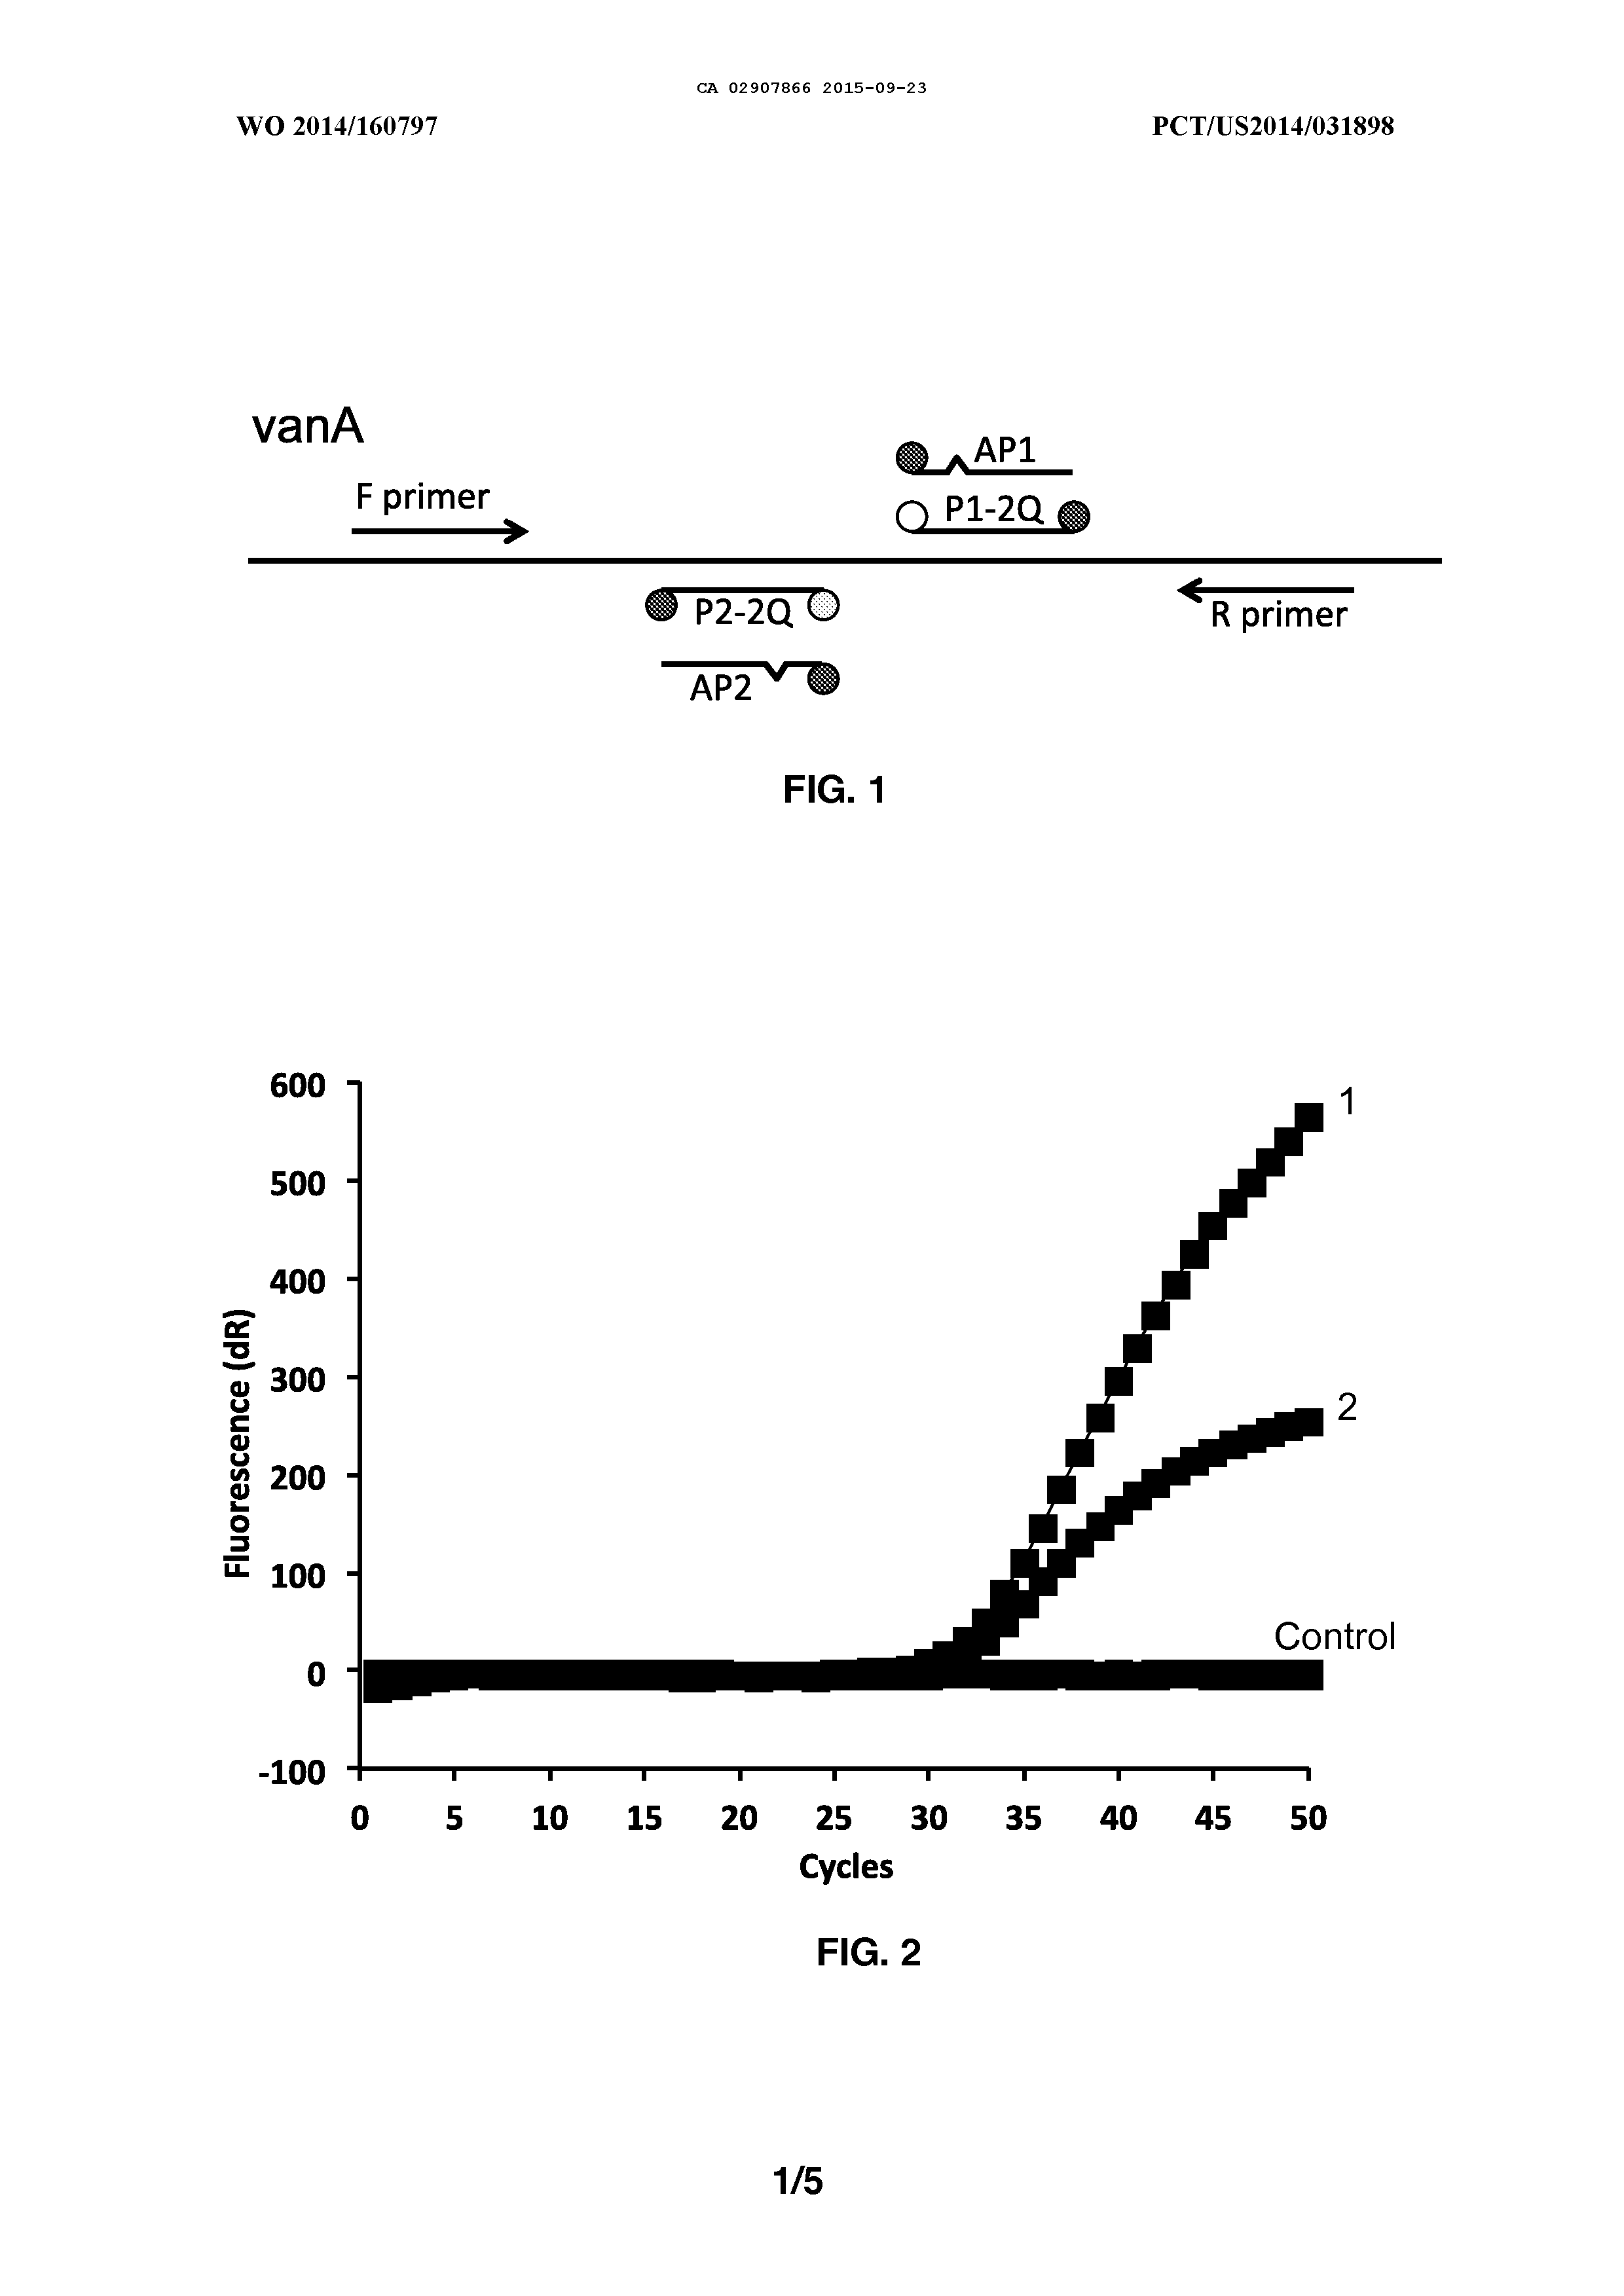 CA 02907866 2015-09-23
WO 2014/160797 PCT/US2014/031898
vanA
F primer
AP1
P1-2Q
P2-2Q
R primer
AP2
FIG. 1
600
500
400
300
200
100
0
-100
Fluorescence (dR)
1
2
Control
0 5 10 15 20 25 30 35 40 45 50
Cycles
FIG. 2
1/5